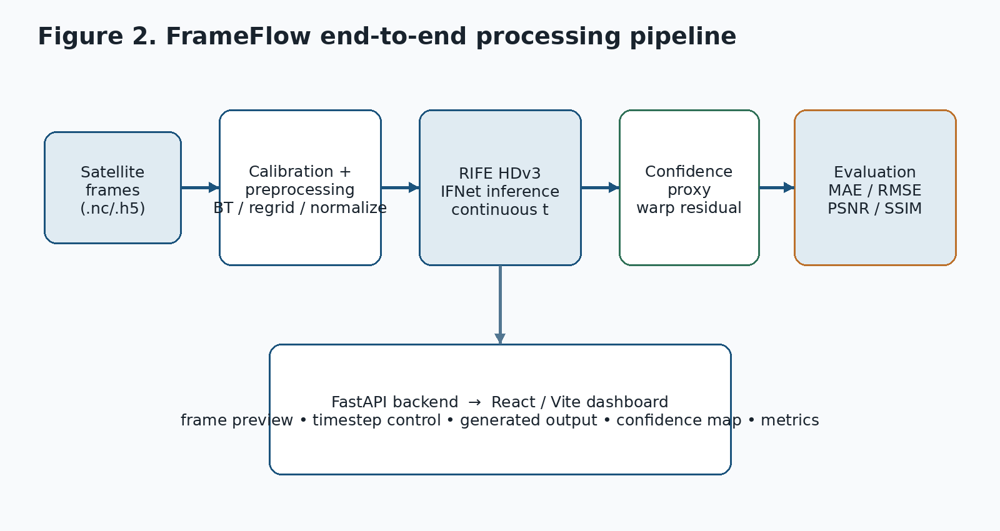 Figure 2. FrameFlow end-to-end processing pipeline
Satellite
frames
(.nc/.h5)
Calibration +
preprocessing
BT / regrid / normalize
RIFE HDv3
IFNet inference
continuous t
Confidence
proxy
warp residual
Evaluation
MAE / RMSE
PSNR / SSIM
FastAPI backend → React / Vite dashboard
frame preview • timestep control • generated output • confidence map • metrics